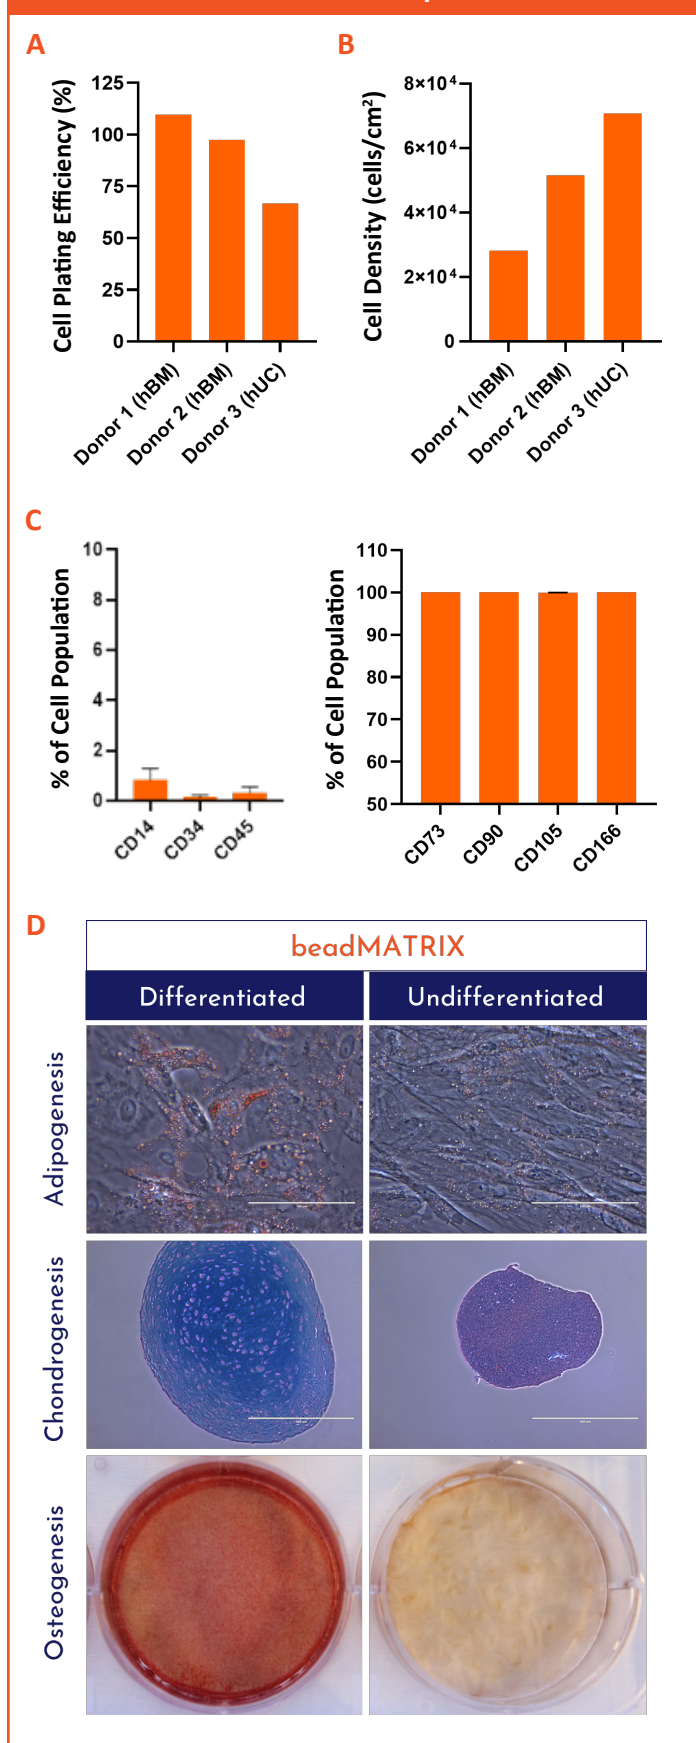 A
Cell Plating Efficiency (%)
125
100
75
50
25
0
Donor 1 (hBM)
Donor 2 (hBM)
Donor 3 (hUC)
B
Cell Density (cells/cm²)
8×10⁴
6×10⁴
4×10⁴
2×10⁴
0
Donor 1 (hBM)
Donor 2 (hBM)
Donor 3 (hUC)
C
% of Cell Population
10
8
6
4
2
0
CD14
CD34
CD45
% of Cell Population
110
100
90
80
70
60
50
CD73
CD90
CD105
CD166
D
beadMATRIX
Differentiated
Undifferentiated
Adipogenesis
Chondrogenesis
Osteogenesis